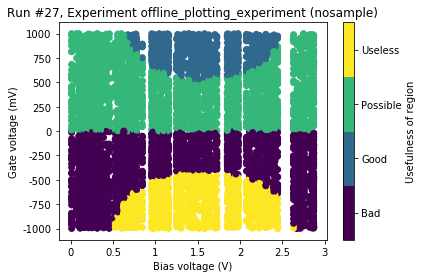 Run #27, Experiment offline_plotting_experiment (nosample)
1000
750
500
250
0
-250
-500
-750
-1000
Gate voltage (mV)
0
0.5
1
1.5
2
2.5
3
Bias voltage (V)
Useless
Possible
Good
Bad
Usefulness of region